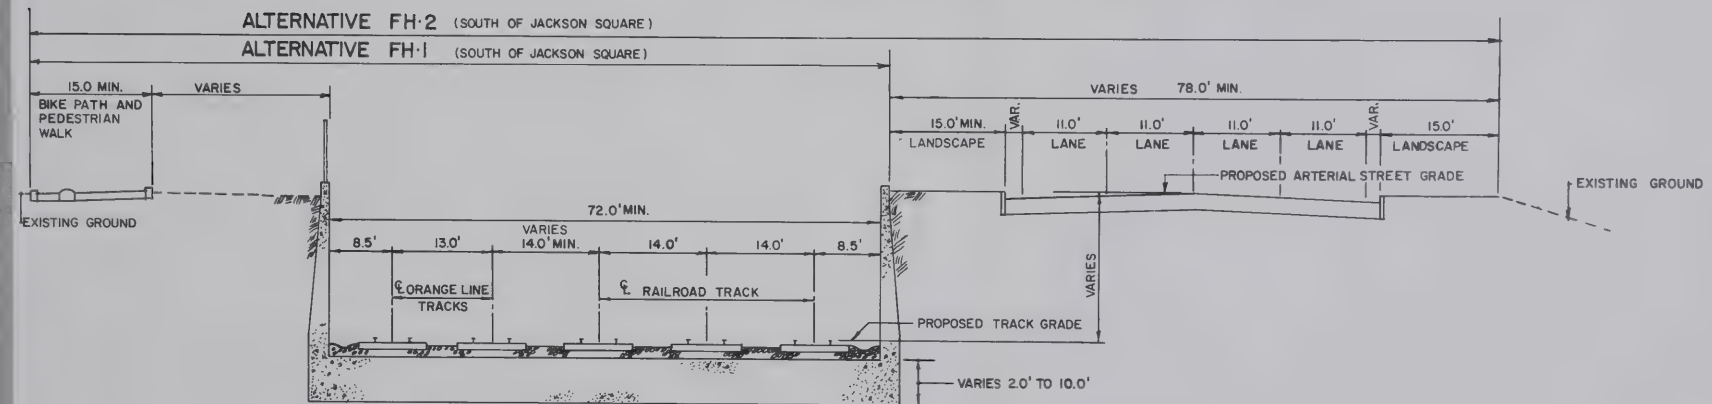 ALTERNATIVE FH-2 (SOUTH OF JACKSON SQUARE)
ALTERNATIVE FH-1 (SOUTH OF JACKSON SQUARE)
15.0 MIN.
BIKE PATH AND
PEDESTRIAN
WALK
VARIES
VARIES 78.0' MIN.
15.0' MIN.
LANDSCAPE
VAR.
11.0'
LANE
11.0'
LANE
11.0'
LANE
11.0'
LANE
VAR.
15.0'
LANDSCAPE
PROPOSED ARTERIAL STREET GRADE
EXISTING GROUND
EXISTING GROUND
72.0' MIN.
VARIES
8.5'
13.0'
14.0' MIN.
14.0'
14.0'
8.5'
VARIES
℄ ORANGE LINE
TRACKS
℄ RAILROAD TRACK
PROPOSED TRACK GRADE
VARIES 2.0' TO 10.0'